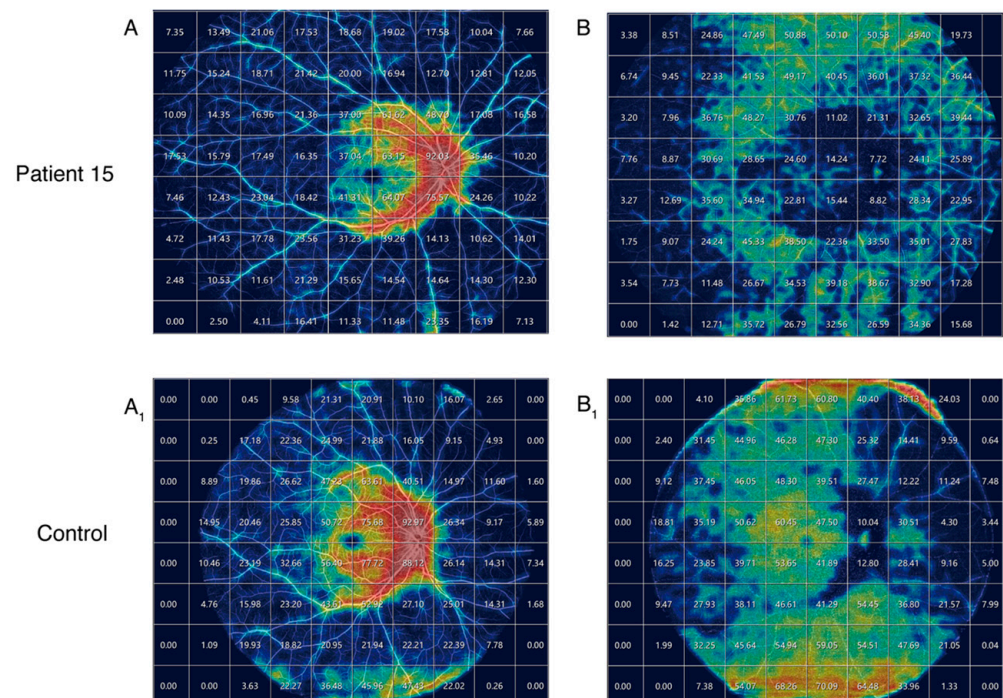 A
B
7.35 13.49 21.06 17.53 18.68 19.02 17.58 10.04 7.66
3.38 8.51 24.86 47.49 50.88 50.10 50.53 45.40 19.73
11.75 15.24 18.71 21.42 20.00 16.94 12.70 12.81 12.05
6.74 9.45 22.33 41.53 49.17 40.45 36.01 37.32 36.44
10.09 14.35 16.96 21.36 37.00 61.62 48.70 17.08 16.58
3.20 7.96 36.76 48.27 30.76 11.02 21.31 32.65 39.44
Patient 15
17.53 15.79 17.49 16.35 37.04 63.15 92.03 35.46 10.20
7.76 8.87 30.69 28.65 24.60 14.24 7.72 24.11 25.89
7.46 12.43 23.94 18.42 41.31 64.07 75.57 24.26 10.22
3.27 12.69 35.60 34.94 22.81 15.44 8.82 28.34 22.95
4.72 11.43 17.78 23.56 31.23 39.26 14.13 10.62 14.01
1.75 9.07 24.24 45.33 38.50 22.36 33.50 35.01 27.83
2.48 10.53 11.61 21.29 15.65 14.54 14.64 14.30 12.30
3.54 7.73 11.48 26.67 34.53 39.18 38.67 32.90 17.28
0.00 2.50 4.11 16.41 11.33 11.48 23.35 16.19 7.13
0.00 1.42 12.71 35.72 26.79 32.56 26.59 34.36 15.68
A1
B1
0.00 0.00 0.45 9.58 21.31 20.91 10.10 16.07 2.65 0.00
0.00 0.00 4.10 61.73 60.80 40.40 38.13 24.03 0.00
0.00 0.25 17.18 22.36 24.99 21.88 16.05 9.15 4.93 0.00
0.00 2.40 31.45 44.96 46.28 47.30 25.32 14.41 9.59 0.64
0.00 8.89 19.86 26.62 63.61 40.51 14.97 11.60 1.60
0.00 9.12 37.45 46.05 48.30 39.51 27.47 12.22 11.24 7.48
Control
0.00 14.95 20.46 25.85 50.72 75.68 92.97 26.34 9.17 5.89
0.00 18.81 35.19 50.62 60.45 47.50 10.04 30.51 4.30 3.44
0.00 10.46 23.19 32.66 56.40 77.72 88.12 26.14 14.31 7.34
0.00 16.25 23.85 39.71 53.65 41.89 12.80 28.41 9.16 5.00
0.00 4.76 15.98 23.20 43.61 27.10 25.01 14.31 1.68
0.00 9.47 27.93 38.11 46.61 41.29 54.45 36.80 21.57 7.99
0.00 1.09 19.93 18.82 20.95 21.94 22.21 22.39 7.78 0.00
0.00 1.99 32.25 45.64 54.94 59.05 54.51 47.69 21.05 0.04
0.00 0.00 3.63 22.27 36.48 45.96 47.43 22.02 0.26 0.00
0.00 0.00 7.38 54.07 68.26 70.09 64.48 33.96 1.33 0.00